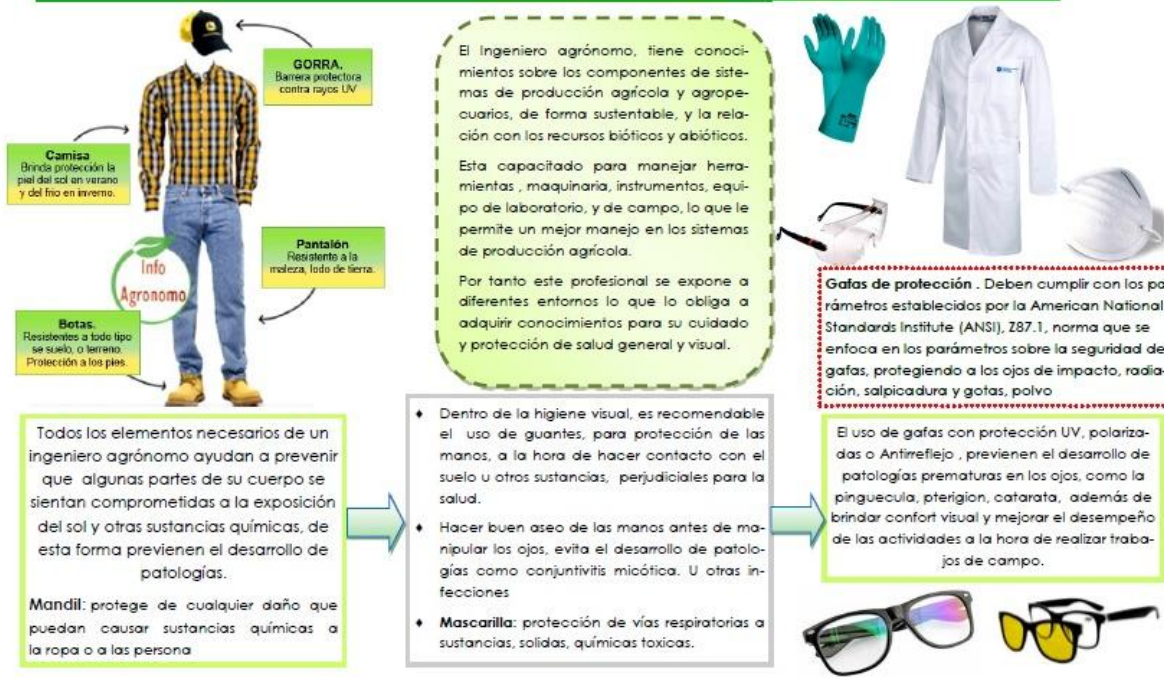 GORRA.
Barrera protectora
contra rayos UV
Camisa
Brinda protección la
piel del sol en verano
y del frio en inverno.
Pantalón
Resistente a la
maleza, lodo de tierra.
Info
Agronomo
Botas.
Resistentes a todo tipo
se suelo, o terreno.
Protección a los pies.
El Ingeniero agrónomo, tiene conoci-
mientos sobre los componentes de siste-
mas de producción agrícola y agrope-
cuarios, de forma sustentable, y la rela-
ción con los recursos bióticos y abióticos.
Esta capacitado para manejar herra-
mientas , maquinaria, instrumentos, equi-
po de laboratorio, y de campo, lo que le
permite un mejor manejo en los sistemas
de producción agrícola.
Por tanto este profesional se expone a
diferentes entornos lo que lo obliga a
adquirir conocimientos para su cuidado
y protección de salud general y visual.
Gafas de protección . Deben cumplir con los pa-
rámetros establecidos por la American National
Standards Institute (ANSI), Z87.1, norma que se
enfoca en los parámetros sobre la seguridad de
gafas, protegiendo a los ojos de impacto, radia-
ción, salpicadura y gotas, polvo
Todos los elementos necesarios de un
ingeniero agrónomo ayudan a prevenir
que algunas partes de su cuerpo se
sientan comprometidas a la exposición
del sol y otras sustancias químicas, de
esta forma previenen el desarrollo de
patologías.
Mandil: protege de cualquier daño que
puedan causar sustancias químicas a
la ropa o a las persona
♦ Dentro de la higiene visual, es recomendable
el uso de guantes, para protección de las
manos, a la hora de hacer contacto con el
suelo u otros sustancias, perjudiciales para la
salud.
♦ Hacer buen aseo de las manos antes de ma-
nipular los ojos, evita el desarrollo de patolo-
gías como conjuntivitis micótica. U otras in-
fecciones
♦ Mascarilla: protección de vías respiratorias a
sustancias, solidas, químicas toxicas.
El uso de gafas con protección UV, polariza-
das o Antirreflejo , previenen el desarrollo de
patologías prematuras en los ojos, como la
pinguecula, pterigion, catarata, además de
brindar confort visual y mejorar el desempeño
de las actividades a la hora de realizar traba-
jos de campo.